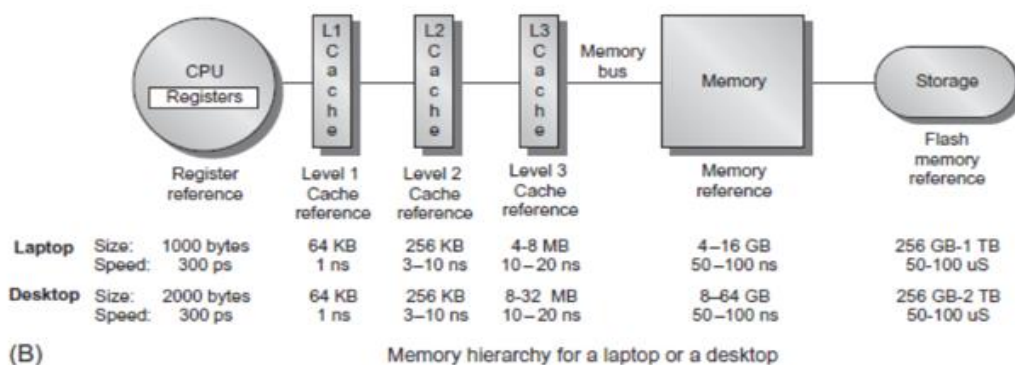 CPU
Registers
L1
Cache
L2
Cache
L3
Cache
Memory
bus
Memory
Storage
Register
reference
Level 1
Cache
reference
Level 2
Cache
reference
Level 3
Cache
reference
Memory
reference
Flash
memory
reference
Laptop Size: 1000 bytes 64 KB 256 KB 4-8 MB 4–16 GB 256 GB-1 TB
Speed: 300 ps 1 ns 3–10 ns 10–20 ns 50–100 ns 50-100 uS
Desktop Size: 2000 bytes 64 KB 256 KB 8-32 MB 8–64 GB 256 GB-2 TB
Speed: 300 ps 1 ns 3–10 ns 10–20 ns 50–100 ns 50-100 uS
(B) Memory hierarchy for a laptop or a desktop